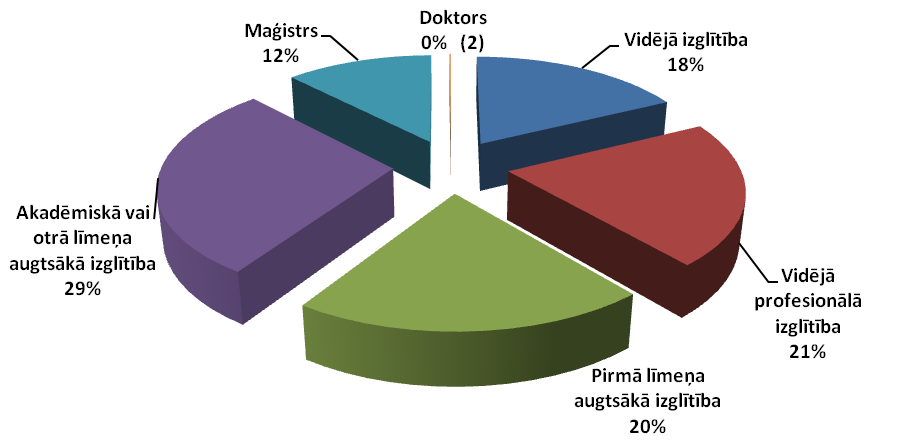 Doktors
0% (2)
Vidējā izglītība
18%
Vidējā
profesionālā
izglītība
21%
Pirmā līmeņa
augtsākā izglītība
20%
Akadēmiskā vai
otrā līmeņa
augtsākā izglītība
29%
Maģistrs
12%